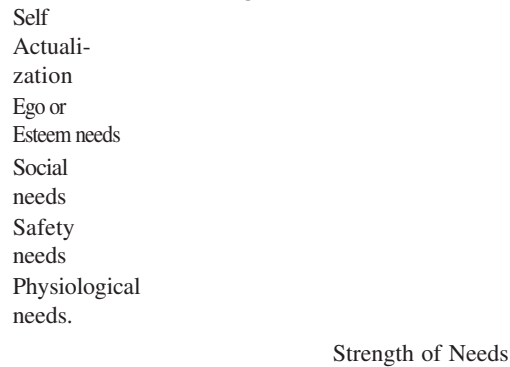 Self
Actuali-
zation
Ego or
Esteem needs
Social
needs
Safety
needs
Physiological
needs.
Strength of Needs